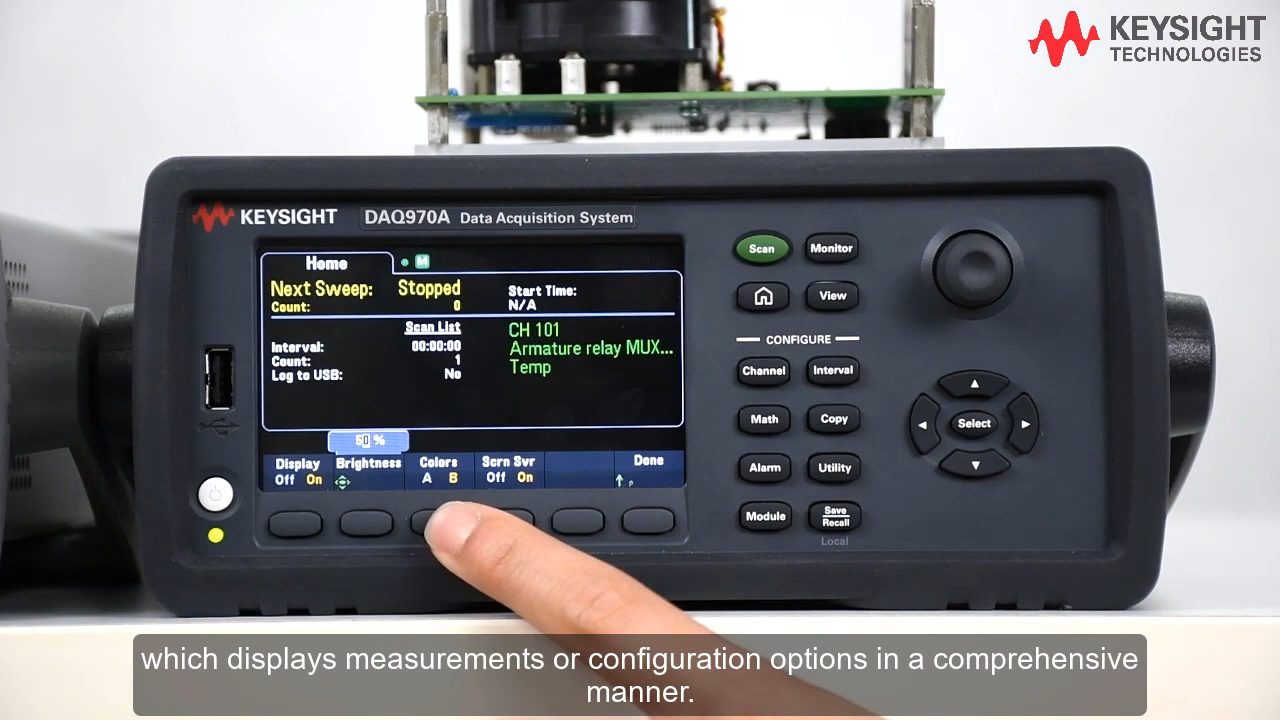 KEYSIGHT
TECHNOLOGIES
KEYSIGHT DAQ970A Data Acquisition System
Home M
Next Sweep: Stopped
Count: 0
Start Time:
N/A
Scan List
Interval: 00:00:00
Count: 1
Log to USB: No
CH 101
Armature relay MUX...
Temp
50 %
Display
Off On
Brightness
Colors
A B
Scrn Svr
Off On
Done
Scan Monitor
View
CONFIGURE
Channel Interval
Math Copy
Alarm Utility
Module Save
Recall
Local
Select
which displays measurements or configuration options in a comprehensive
manner.